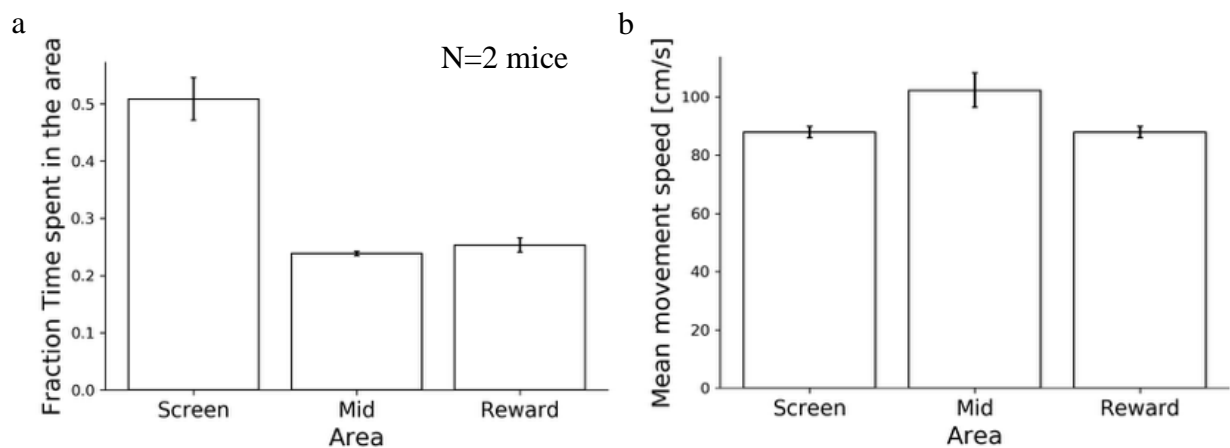 a
N=2 mice
Fraction Time spent in the area
0.5
0.4
0.3
0.2
0.1
0.0
Screen Mid Reward
Area
b
Mean movement speed [cm/s]
100
80
60
40
20
0
Screen Mid Reward
Area